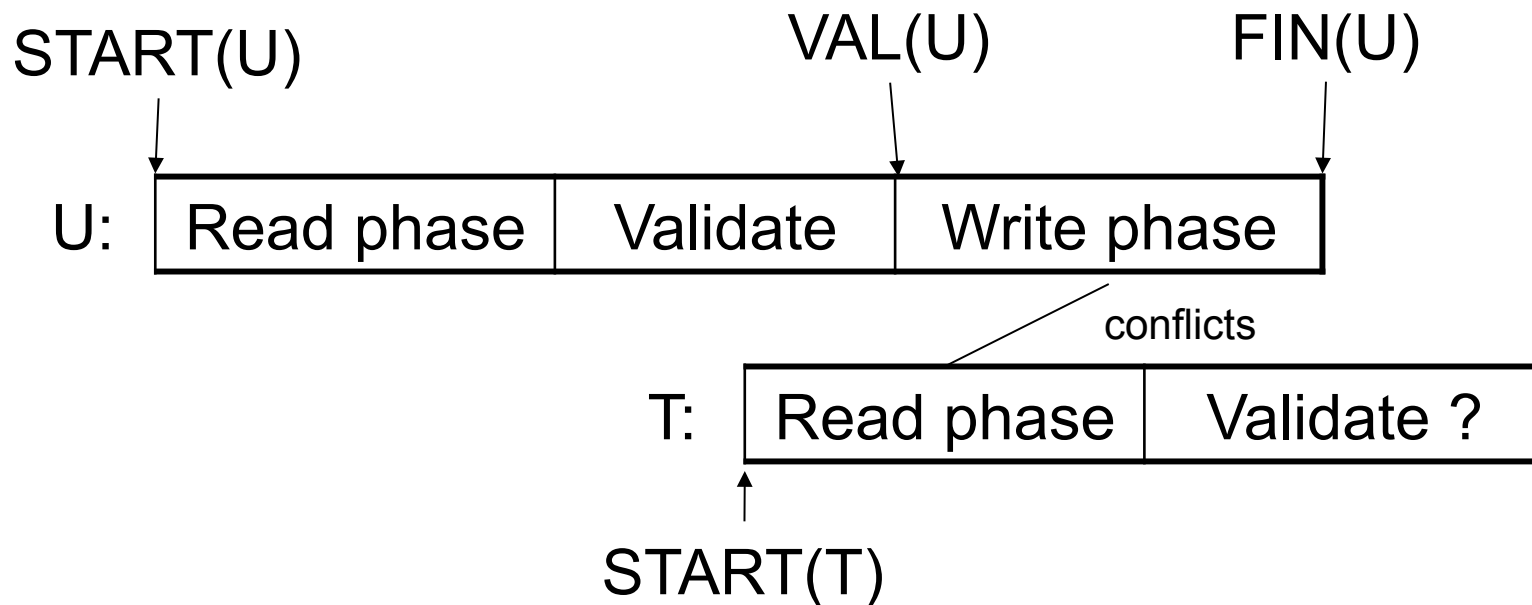 START(U) VAL(U) FIN(U)
U: Read phase Validate Write phase
conflicts
T: Read phase Validate ?
START(T)